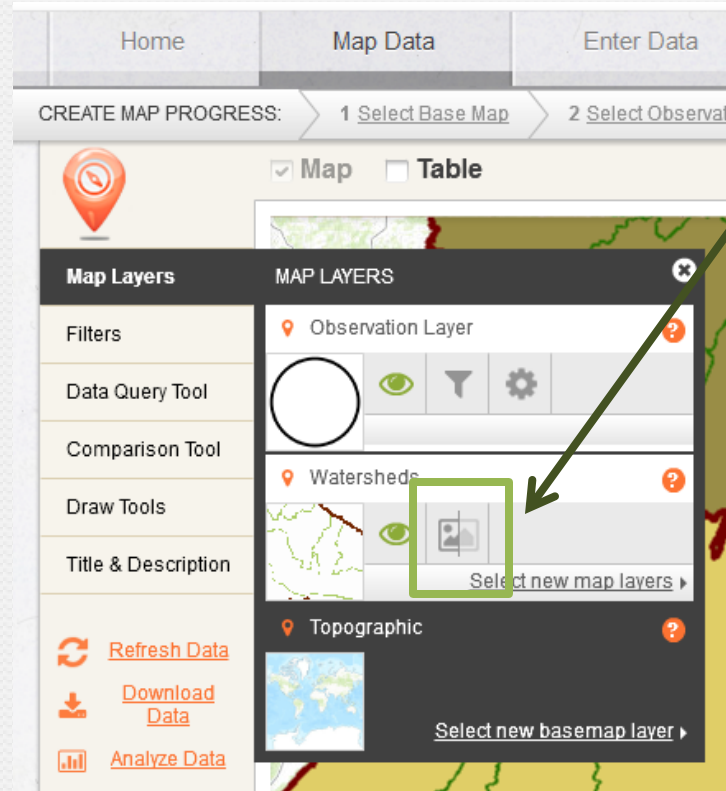 Home Map Data Enter Data
CREATE MAP PROGRESS: 1 Select Base Map 2 Select Observat
Map Table
Map Layers
Filters
Data Query Tool
Comparison Tool
Draw Tools
Title & Description
Refresh Data
Download
Data
Analyze Data
MAP LAYERS
Observation Layer ?
Watersheds ?
Select new map layers
Topographic ?
Select new basemap layer